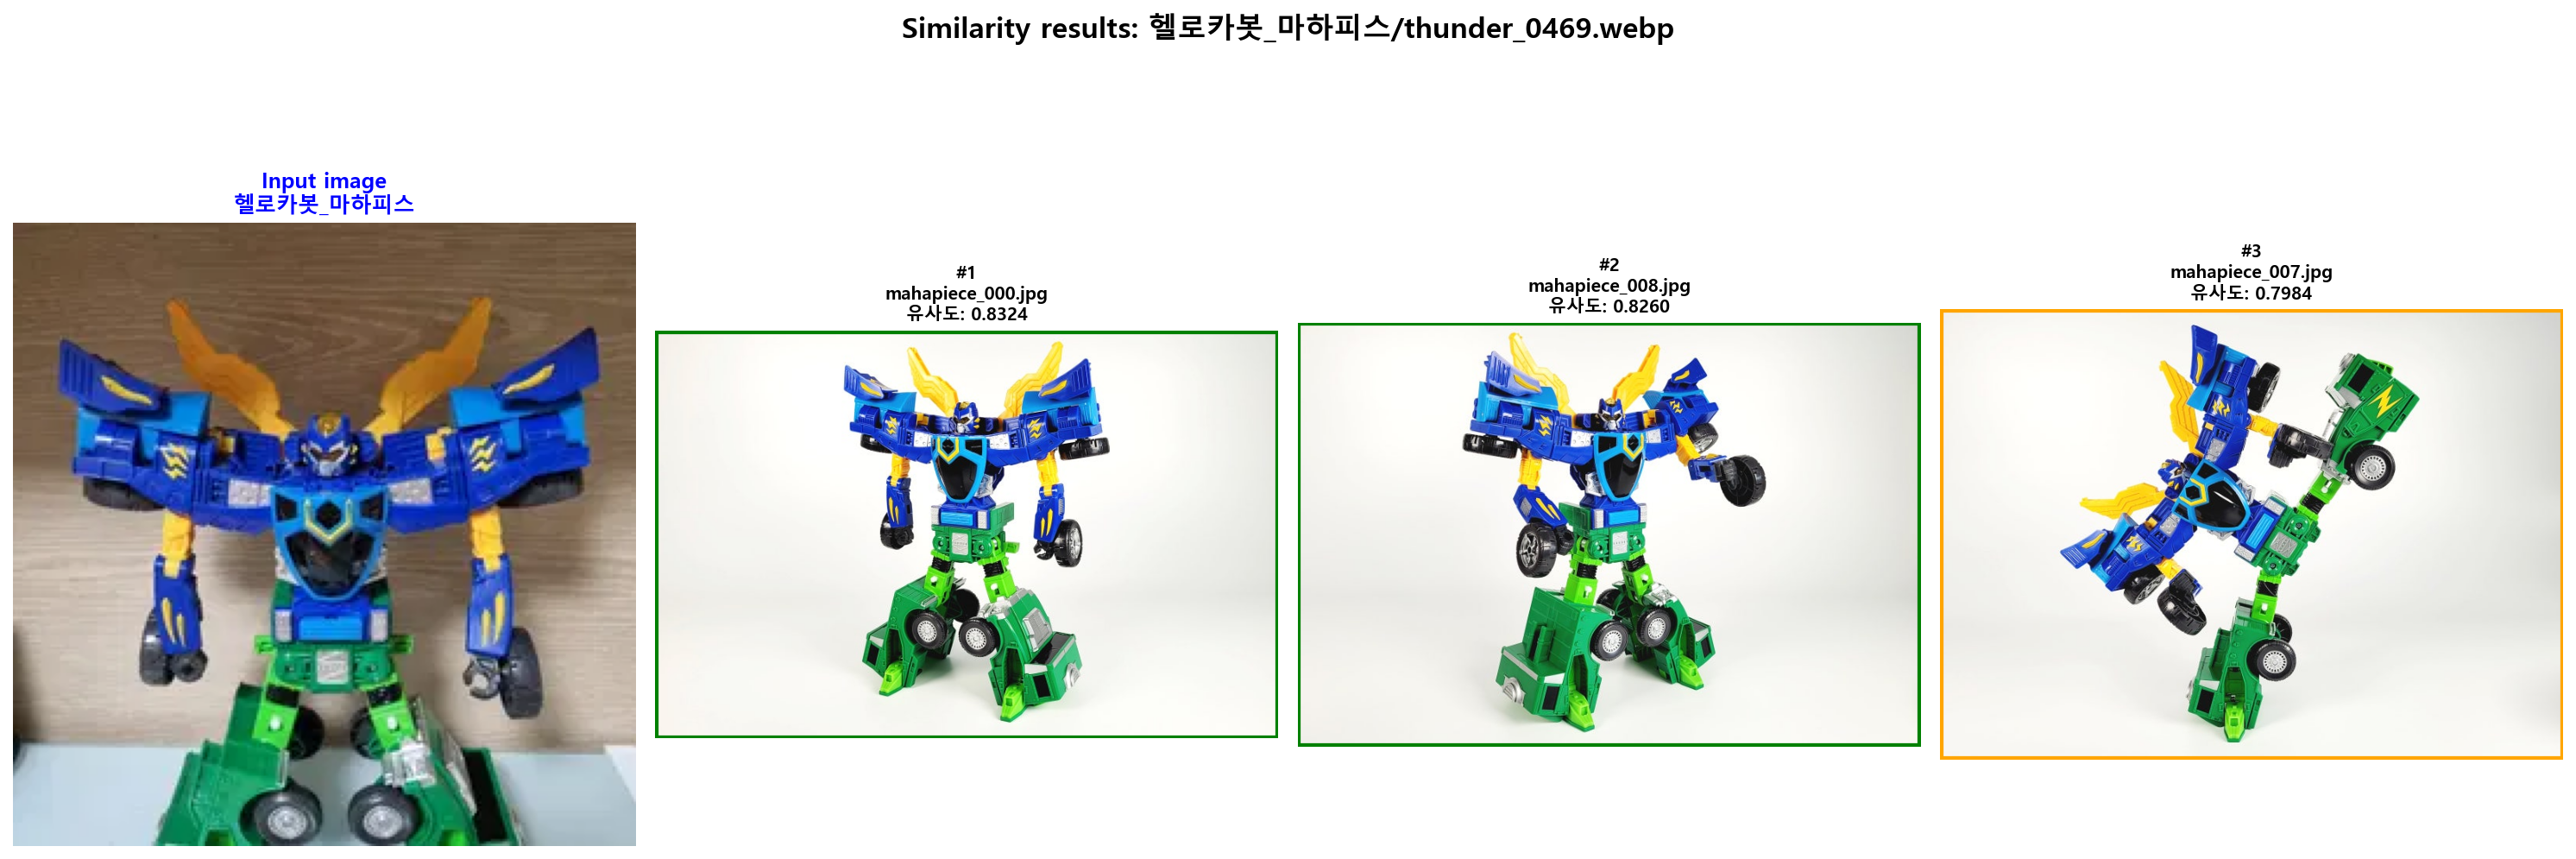 Similarity results: 헬로카봇_마하피스/thunder_0469.webp
Input image
헬로카봇_마하피스
#1
mahapiece_000.jpg
유사도: 0.8324
#2
mahapiece_008.jpg
유사도: 0.8260
#3
mahapiece_007.jpg
유사도: 0.7984